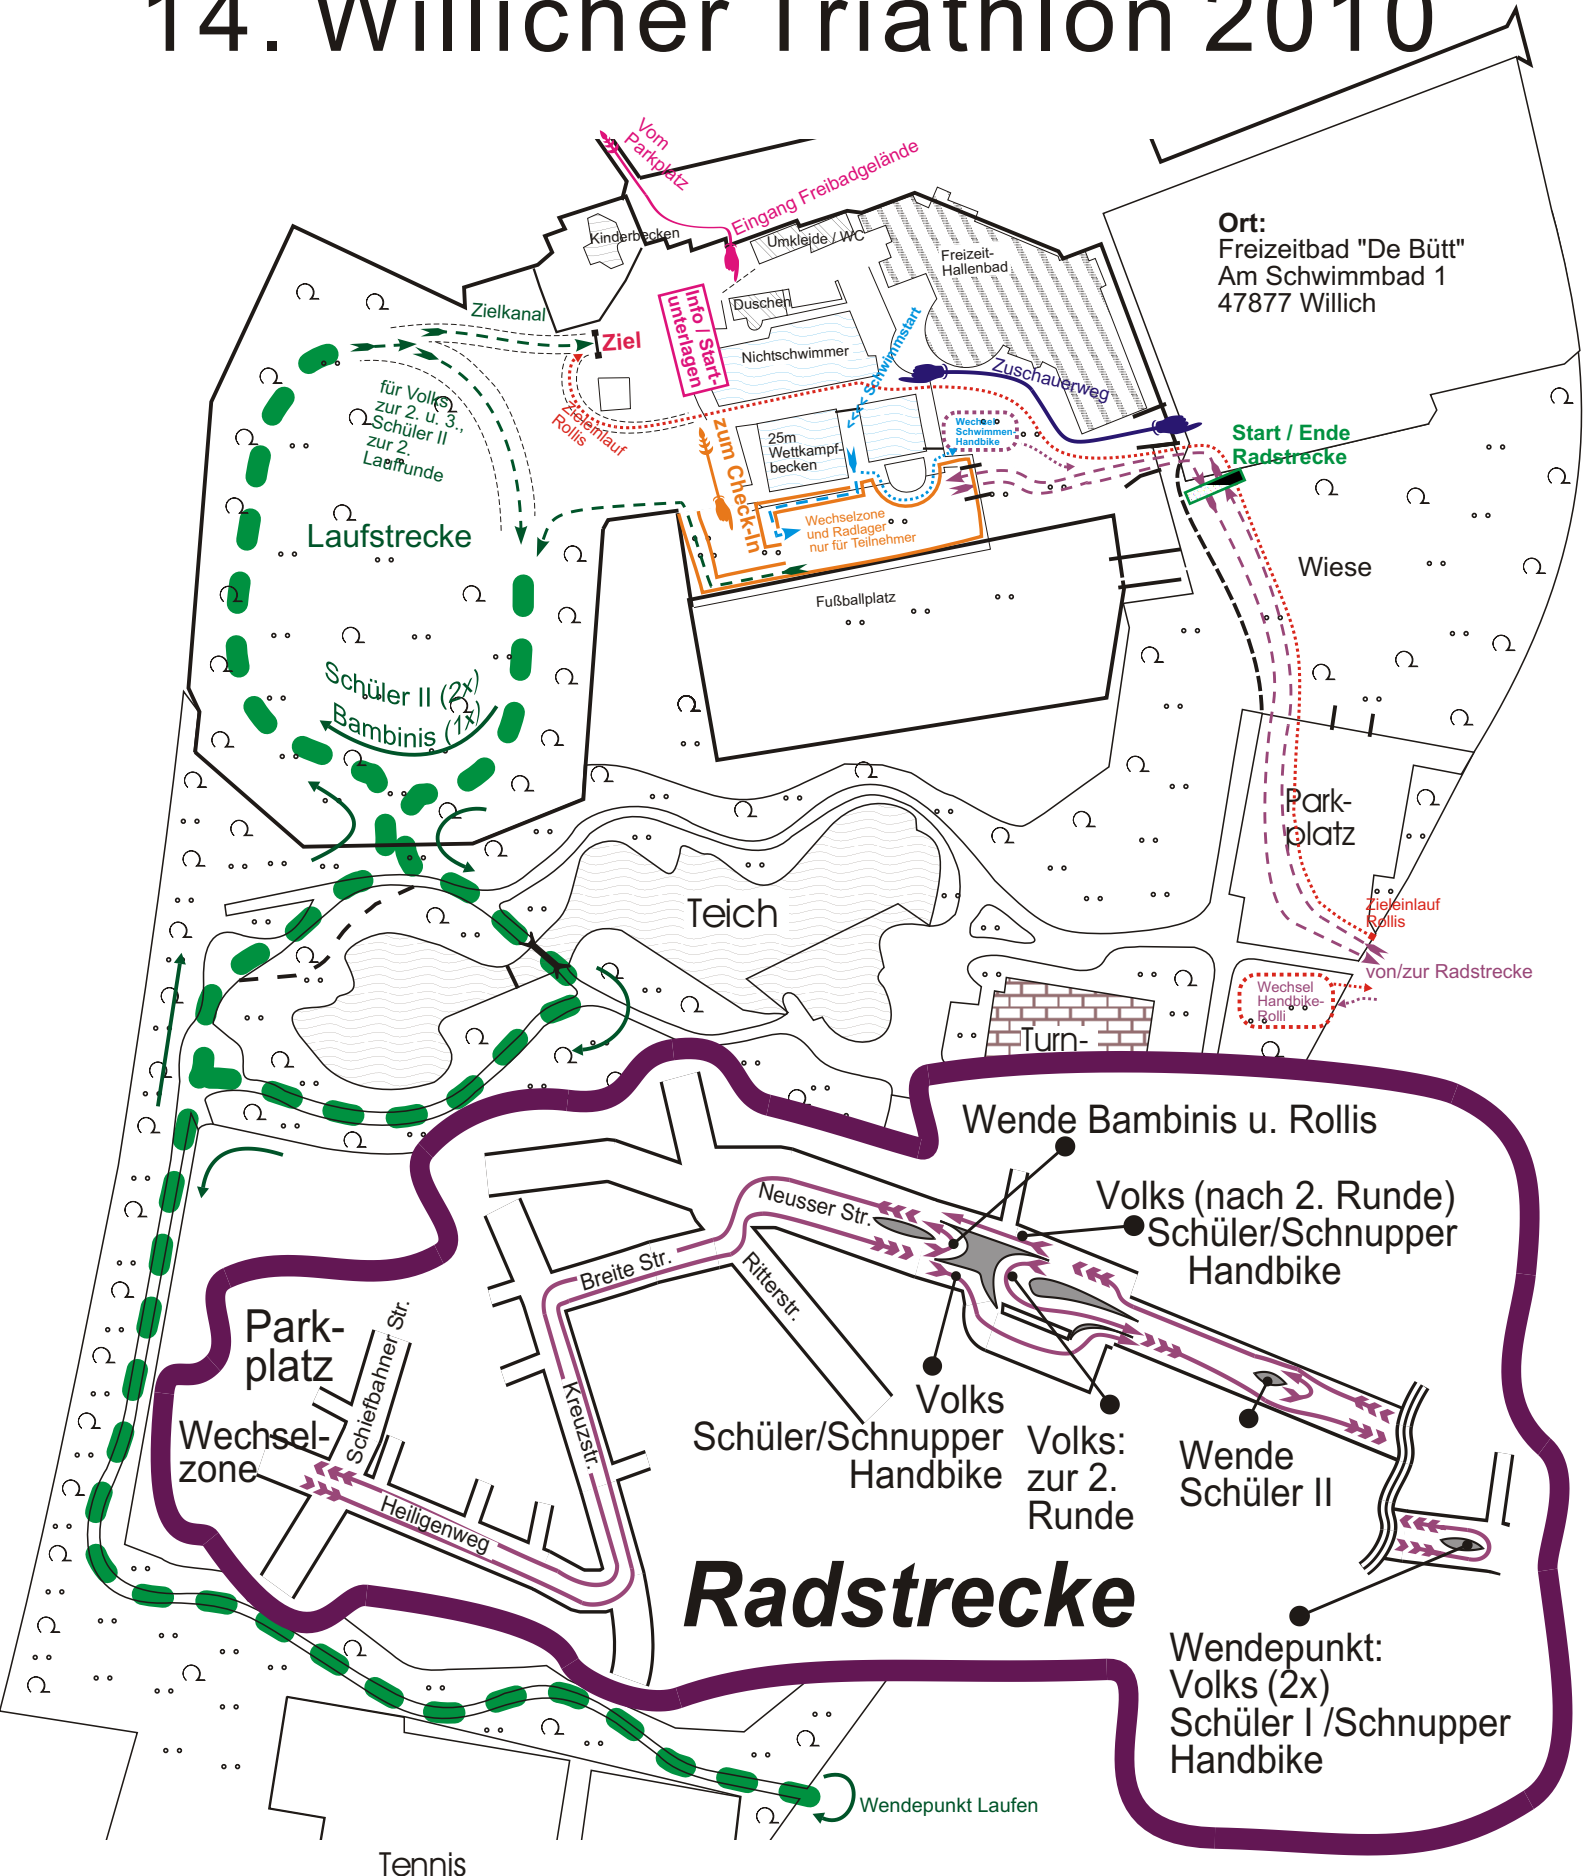 14. Willicher Triathlon 2010
Vom
Parkplatz
Eingang Freibadgelände
Kinderbecken
Umkleide / WC
Freizeit-
Hallenbad
Ort:
Freizeitbad "De Bütt"
Am Schwimmbad 1
47877 Willich
Zielkanal
Ziel
Info / Start-
unterlagen
Duschen
Nichtschwimmer
<<< Schwimmstart
Zuschauerweg
für Volks
zur 2. u. 3.,
Schüler II
zur 2.
Laufrunde
Zieleinlauf
Rollis
zum Check-In
25m
Wettkampf-
becken
Wechsel
Schwimmen-
Handbike
Start / Ende
Radstrecke
Laufstrecke
Wechselzone
und Radlager
nur für Teilnehmer
Wiese
Fußballplatz
Schüler II (2x)
Bambinis (1x)
Park-
platz
Teich
Zieleinlauf
Rollis
von/zur Radstrecke
Wechsel
Handbike-
Rolli
Turn-
Wende Bambinis u. Rollis
Neusser Str.
Volks (nach 2. Runde)
Schüler/Schnupper
Handbike
Breite Str.
Ritterstr.
Park-
platz
Schiefbahner Str.
Kreuzstr.
Volks
Schüler/Schnupper
Handbike
Volks:
zur 2.
Runde
Wende
Schüler II
Wechsel-
zone
Heiligenweg
Radstrecke
Wendepunkt:
Volks (2x)
Schüler I /Schnupper
Handbike
Wendepunkt Laufen
Tennis